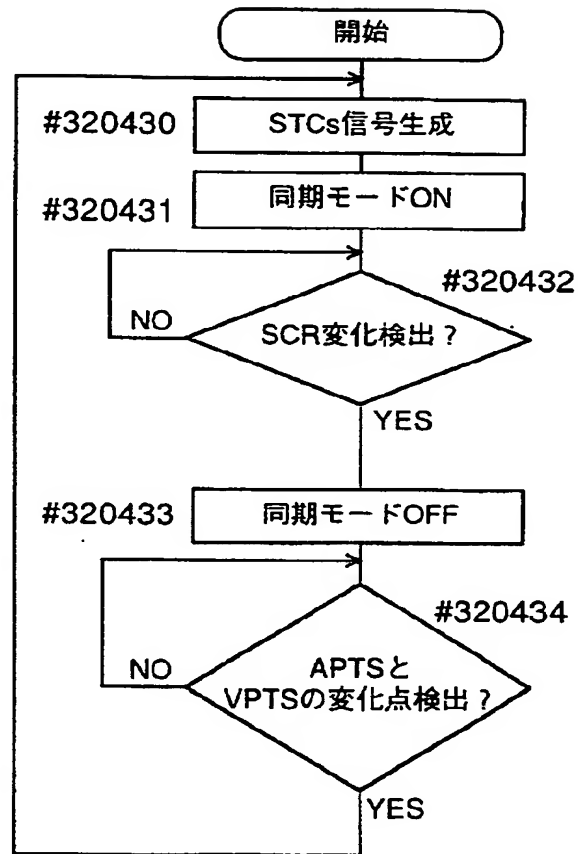 開始
#320430
STCs信号生成
#320431
同期モードON
#320432
SCR変化検出？
NO
YES
#320433
同期モードOFF
#320434
APTSと
VPTSの変化点検出？
NO
YES